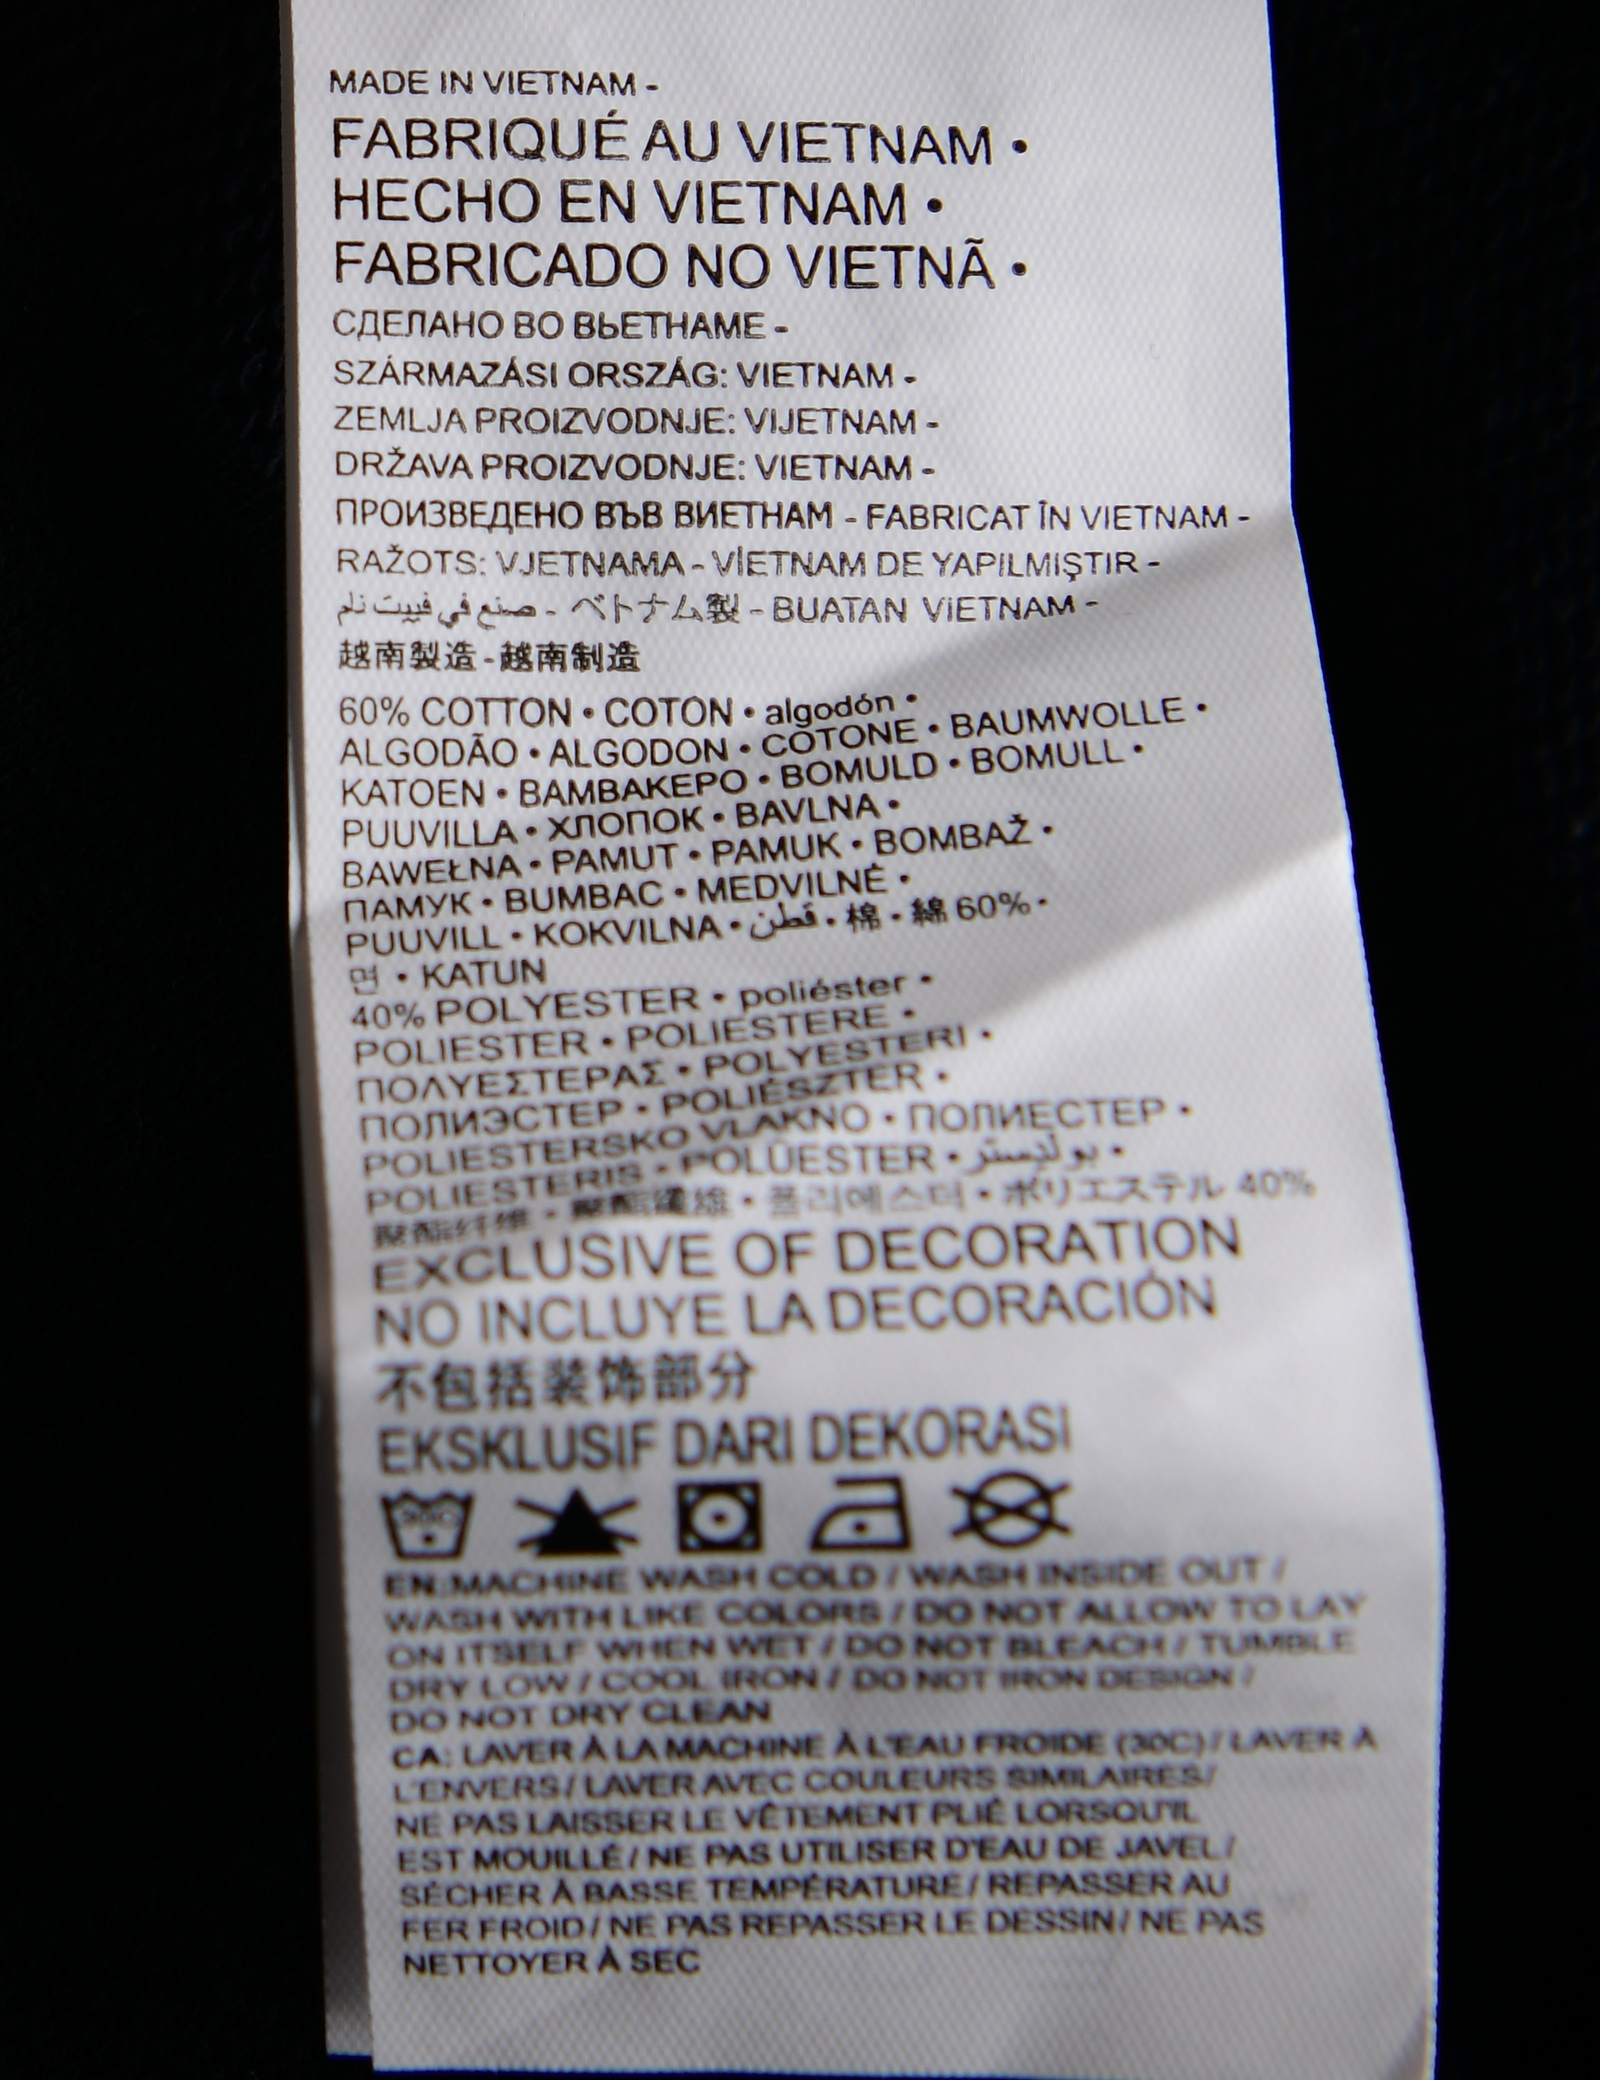 MADE IN VIETNAM -
FABRIQUÉ AU VIETNAM •
HECHO EN VIETNAM •
FABRICADO NO VIETNÃ •
СДЕЛАНО ВО ВЬЕТНАМЕ -
SZÁRMAZÁSI ORSZÁG: VIETNAM -
ZEMLJA PROIZVODNJE: VIJETNAM -
DRŽAVA PROIZVODNJE: VIETNAM -
ПРОИЗВЕДЕНО ВЪВ ВИЕТНАМ - FABRICAT ÎN VIETNAM -
RAŽOTS: VJETNAMA - VİETNAM DE YAPILMIŞTIR -
صنع في فييت نام - ベトナム製 - BUATAN VIETNAM -
越南製造 - 越南制造
60% COTTON • COTON • algodón •
ALGODÃO • ALGODON • COTONE • BAUMWOLLE •
KATOEN • ΒΑΜΒΑΚΕΡΟ • BOMULD • BOMULL •
PUUVILLA • ХЛОПОК • BAVLNA •
BAWEŁNA • PAMUT • PAMUK • BOMBAŽ •
ПАМУК • BUMBAC • MEDVILNĖ •
PUUVILL • KOKVILNA • قطن • 棉 • 綿 60% •
면 • KATUN
40% POLYESTER • poliéster •
POLIESTER • POLIESTERE •
ΠΟΛΥΕΣΤΕΡΑΣ • POLYESTERI •
ПОЛИЭСТЕР • POLIÉSZTER •
POLIESTERSKO VLAKNO • ПОЛИЕСТЕР •
POLIESTERIS • POLÜESTER • بوليستر •
聚酯纤维 • 聚酯纖維 • 폴리에스터 • ポリエステル 40%
EXCLUSIVE OF DECORATION
NO INCLUYE LA DECORACIÓN
不包括装饰部分
EKSKLUSIF DARI DEKORASI
30C
EN:MACHINE WASH COLD / WASH INSIDE OUT /
WASH WITH LIKE COLORS / DO NOT ALLOW TO LAY
ON ITSELF WHEN WET / DO NOT BLEACH / TUMBLE
DRY LOW / COOL IRON / DO NOT IRON DESIGN /
DO NOT DRY CLEAN
CA: LAVER À LA MACHINE À L'EAU FROIDE (30C) / LAVER À
L'ENVERS / LAVER AVEC COULEURS SIMILAIRES/
NE PAS LAISSER LE VÊTEMENT PLIÉ LORSQU'IL
EST MOUILLÉ / NE PAS UTILISER D'EAU DE JAVEL /
SÉCHER À BASSE TEMPÉRATURE / REPASSER AU
FER FROID / NE PAS REPASSER LE DESSIN / NE PAS
NETTOYER À SEC